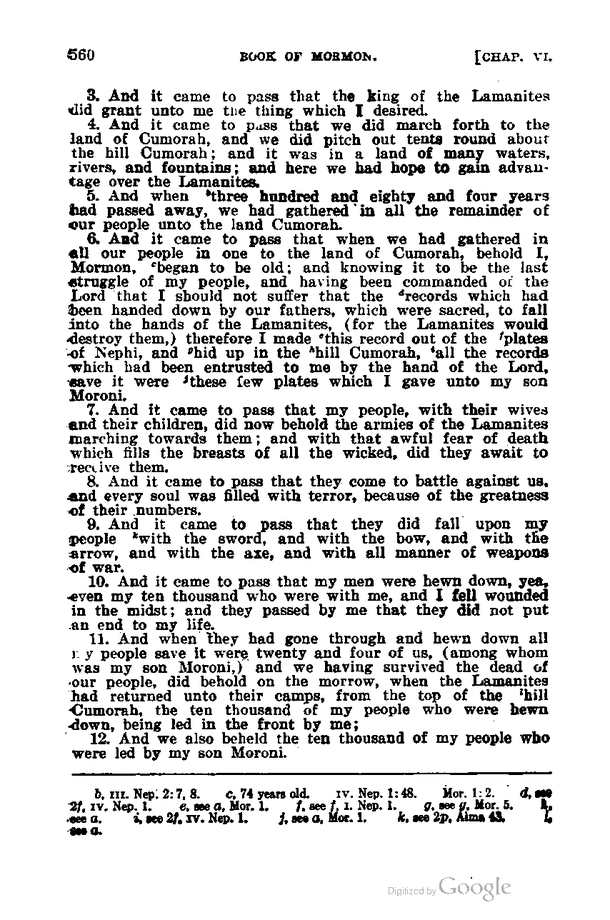 560 BOOK OF MORMON. [CHAP. VI.
3. And it came to pass that the king of the Lamanites
did grant unto me the thing which I desired.
4. And it came to pass that we did march forth to the
land of Cumorah, and we did pitch out tents round about
the hill Cumorah; and it was in a land of many waters,
rivers, and fountains; and here we had hope to gain advan-
tage over the Lamanites.
5. And when ᵇthree hundred and eighty and four years
had passed away, we had gathered in all the remainder of
our people unto the land Cumorah.
6. And it came to pass that when we had gathered in
all our people in one to the land of Cumorah, behold I,
Mormon, ᶜbegan to be old; and knowing it to be the last
struggle of my people, and having been commanded of the
Lord that I should not suffer that the ᵈrecords which had
been handed down by our fathers, which were sacred, to fall
into the hands of the Lamanites, (for the Lamanites would
destroy them,) therefore I made ᵉthis record out of the ᶠplates
of Nephi, and ᵍhid up in the ʰhill Cumorah, ⁱall the records
which had been entrusted to me by the hand of the Lord,
save it were ʲthese few plates which I gave unto my son
Moroni.
7. And it came to pass that my people, with their wives
and their children, did now behold the armies of the Lamanites
marching towards them; and with that awful fear of death
which fills the breasts of all the wicked, did they await to
receive them.
8. And it came to pass that they come to battle against us,
and every soul was filled with terror, because of the greatness
of their numbers.
9. And it came to pass that they did fall upon my
people ᵏwith the sword, and with the bow, and with the
arrow, and with the axe, and with all manner of weapons
of war.
10. And it came to pass that my men were hewn down, yea,
even my ten thousand who were with me, and I fell wounded
in the midst; and they passed by me that they did not put
an end to my life.
11. And when they had gone through and hewn down all
my people save it were twenty and four of us, (among whom
was my son Moroni,) and we having survived the dead of
our people, did behold on the morrow, when the Lamanites
had returned unto their camps, from the top of the ˡhill
Cumorah, the ten thousand of my people who were hewn
down, being led in the front by me;
12. And we also beheld the ten thousand of my people who
were led by my son Moroni.
b, III. Nep. 2:7, 8. c, 74 years old. IV. Nep. 1:48. Mor. 1:2. d, see
2f, IV. Nep. 1. e, see a, Mor. 1. f, see f, I. Nep. 1. g, see g, Mor. 5. h,
see a. i, see 2f, IV. Nep. 1. j, see a, Mor. 1. k, see 2p, Alma 43. l,
see a.
Digitized by Google